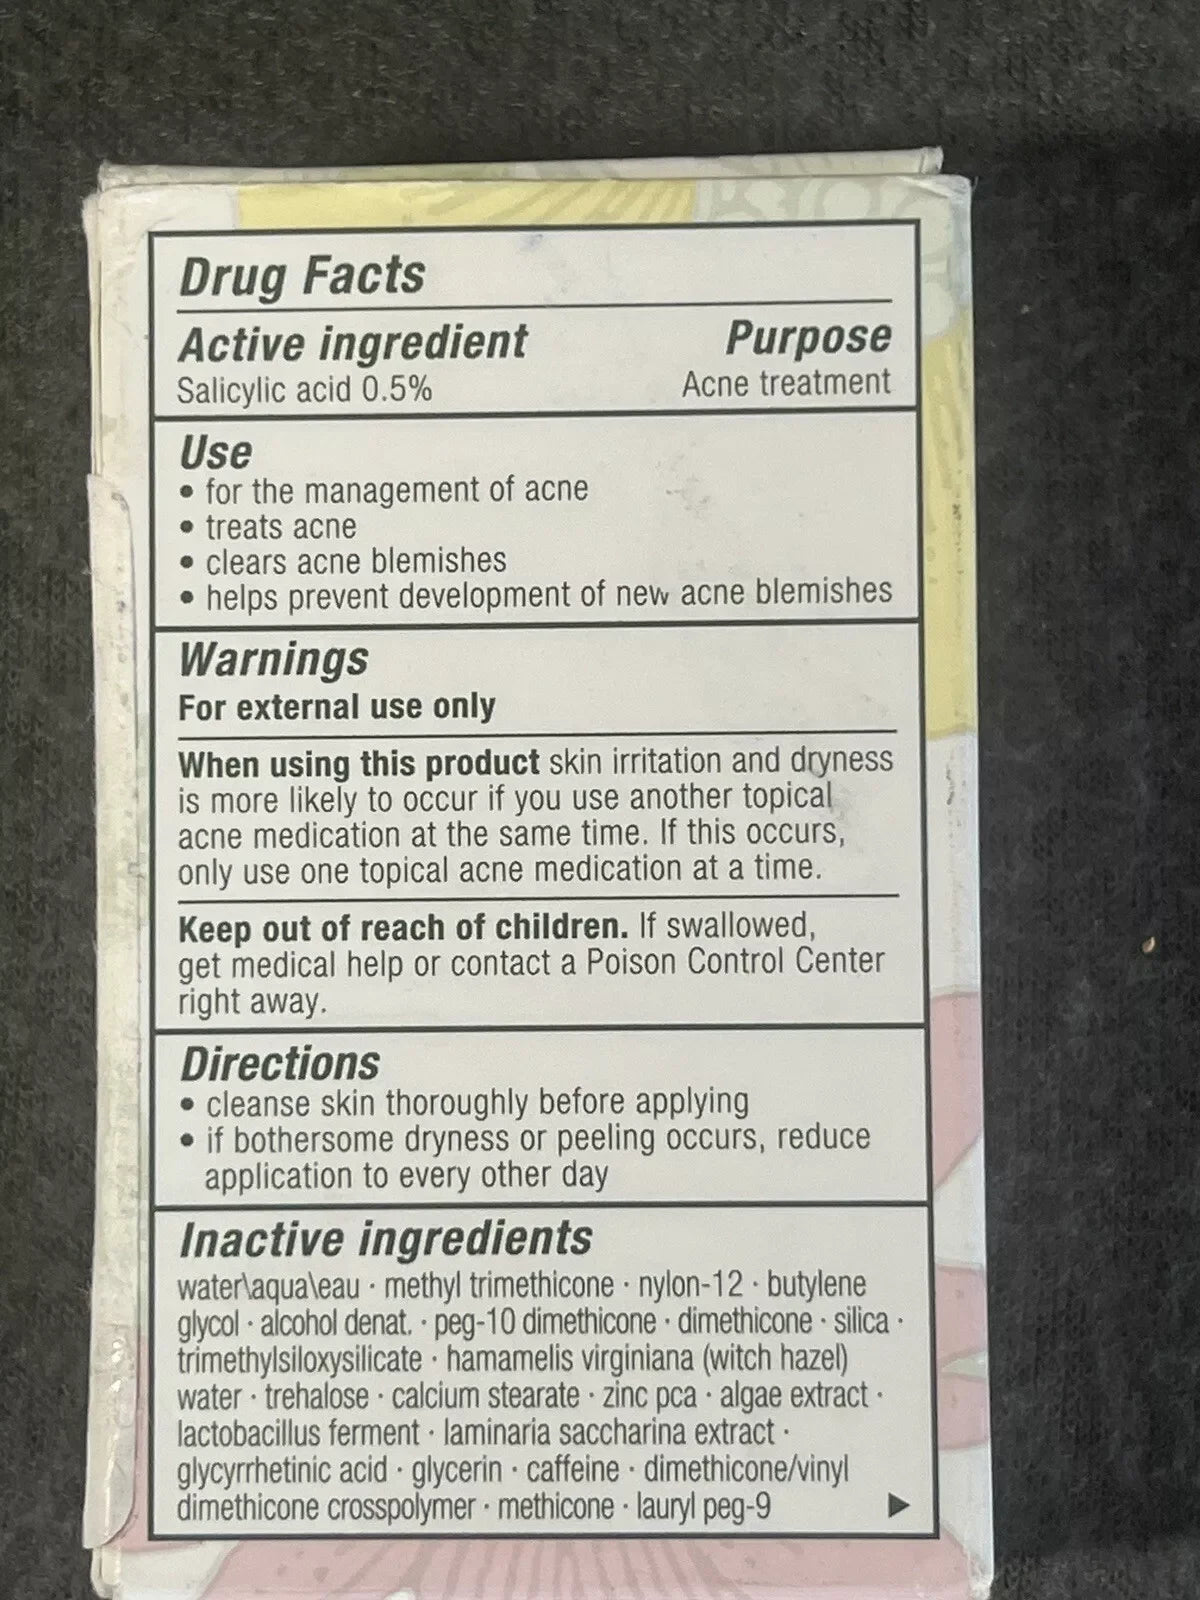 Drug Facts
Active ingredient Purpose
Salicylic acid 0.5% Acne treatment
Use
• for the management of acne
• treats acne
• clears acne blemishes
• helps prevent development of new acne blemishes
Warnings
For external use only
When using this product skin irritation and dryness
is more likely to occur if you use another topical
acne medication at the same time. If this occurs,
only use one topical acne medication at a time.
Keep out of reach of children. If swallowed,
get medical help or contact a Poison Control Center
right away.
Directions
• cleanse skin thoroughly before applying
• if bothersome dryness or peeling occurs, reduce
application to every other day
Inactive ingredients
water\aqua\eau · methyl trimethicone · nylon-12 · butylene
glycol · alcohol denat. · peg-10 dimethicone · dimethicone · silica ·
trimethylsiloxysilicate · hamamelis virginiana (witch hazel)
water · trehalose · calcium stearate · zinc pca · algae extract ·
lactobacillus ferment · laminaria saccharina extract ·
glycyrrhetinic acid · glycerin · caffeine · dimethicone/vinyl
dimethicone crosspolymer · methicone · lauryl peg-9